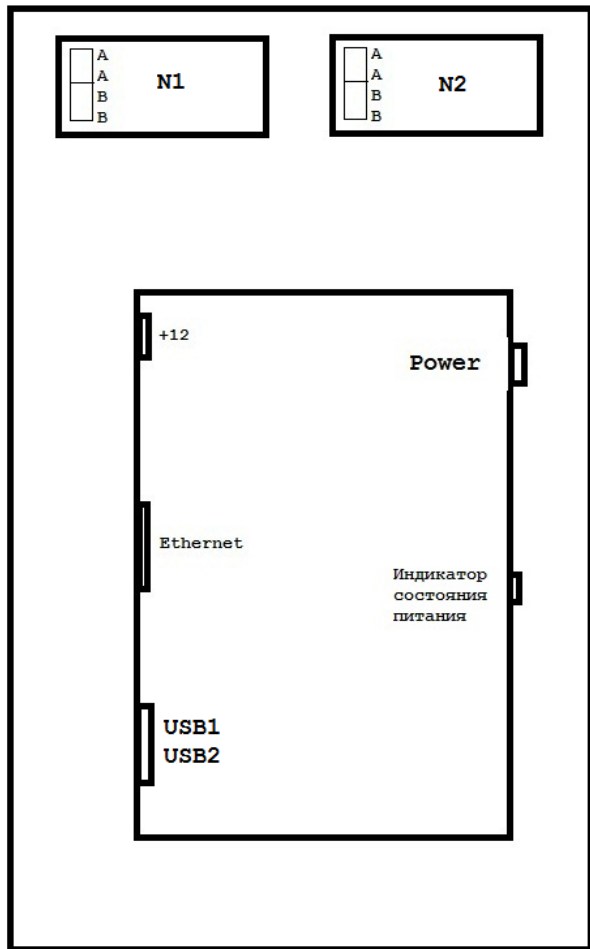 A
A
B
B
N1
A
A
B
B
N2
+12
Power
Ethernet
Индикатор
состояния
питания
USB1
USB2